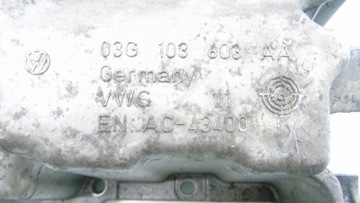 03G 103 603 AA
Germany
VWG 11
EN: AC-43400